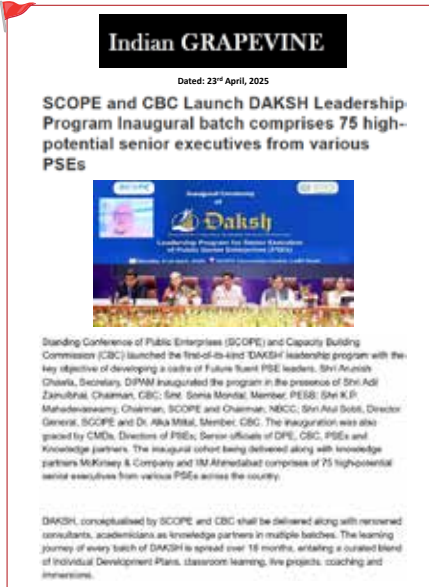 Indian GRAPEVINE
Dated: 23rd April, 2025
SCOPE and CBC Launch DAKSH Leadership
Program Inaugural batch comprises 75 high-
potential senior executives from various
PSEs
SCOPE
Inaugural Ceremony
of
Daksh
Leadership Program for Senior Executives
of Public Sector Enterprises (PSEs)
Standing Conference of Public Enterprises (SCOPE) and Capacity Building
Commission (CBC) launched the first-of-its-kind 'DAKSH' leadership program with the
key objective of developing a cadre of Future fluent PSE leaders. Shri Arunish
Chawla, Secretary, DIPAM inaugurated the program in the presence of Shri Adil
Zainulbhai, Chairman, CBC; Smt. Soma Mondal, Member, PESB; Shri K.P.
Mahadevaswamy, Chairman, SCOPE and Chairman, NBCC; Shri Atul Sobti, Director
General, SCOPE and Dr. Alka Mittal, Member, CBC. The inauguration was also
graced by CMDs, Directors of PSEs; Senior officials of DPE, CBC, PSEs and
Knowledge partners. The inaugural cohort being delivered along with knowledge
partners McKinsey & Company and IIM Ahmedabad comprises of 75 high-potential
senior executives from various PSEs across the country.
DAKSH, conceptualised by SCOPE and CBC shall be delivered along with renowned
consultants, academicians as knowledge partners in multiple batches. The learning
journey of every batch of DAKSH is spread over 18 months, entailing a curated blend
of Individual Development Plans, classroom learning, live projects, coaching and
immersions.